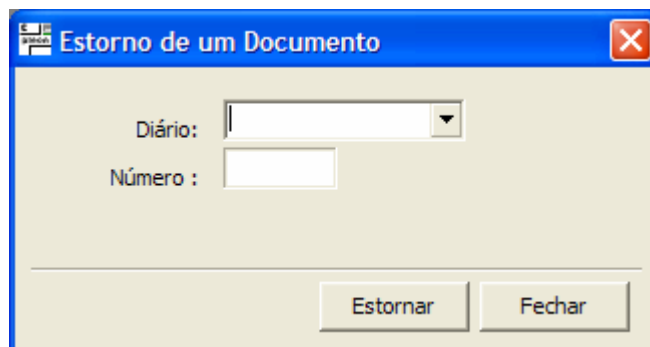 Estorno de um Documento
Diário:
Número :
Estornar Fechar